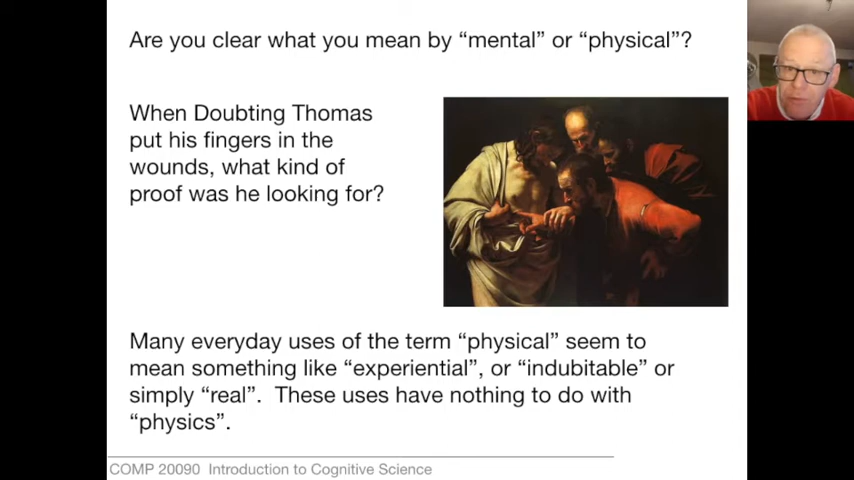 Are you clear what you mean by “mental” or “physical”?
When Doubting Thomas
put his fingers in the
wounds, what kind of
proof was he looking for?
Many everyday uses of the term “physical” seem to
mean something like “experiential”, or “indubitable” or
simply “real”.  These uses have nothing to do with
“physics”.
COMP 20090  Introduction to Cognitive Science